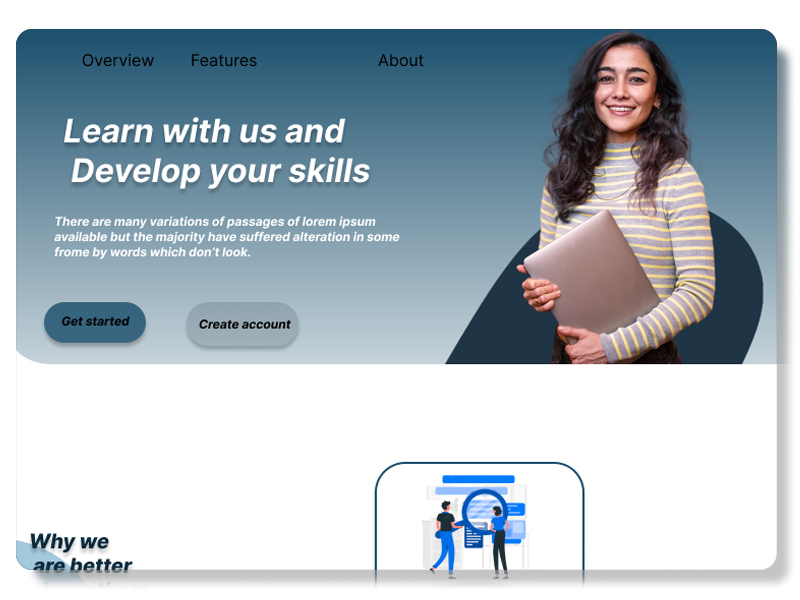 Overview Features About
Learn with us and
Develop your skills
There are many variations of passages of lorem ipsum
available but the majority have suffered alteration in some
frome by words which don't look.
Get started Create account
Why we
are better